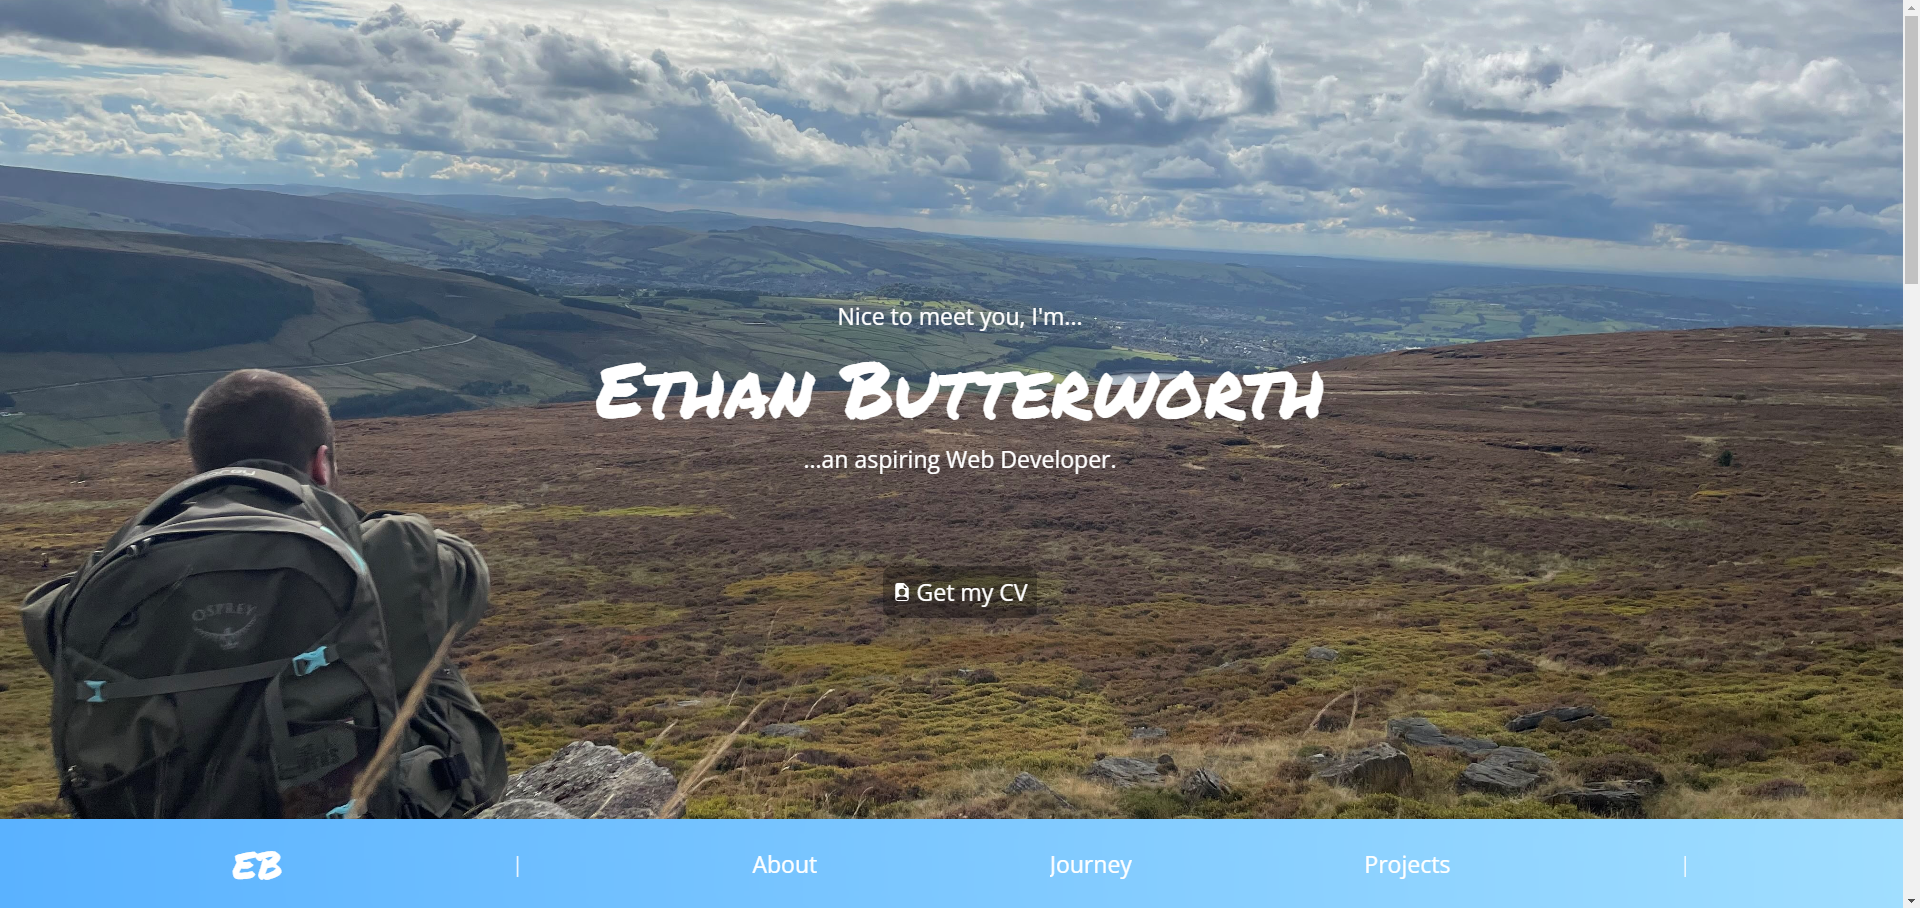 Nice to meet you, I'm...
Ethan Butterworth
...an aspiring Web Developer.
Get my CV
OSPREY
EB | About Journey Projects |